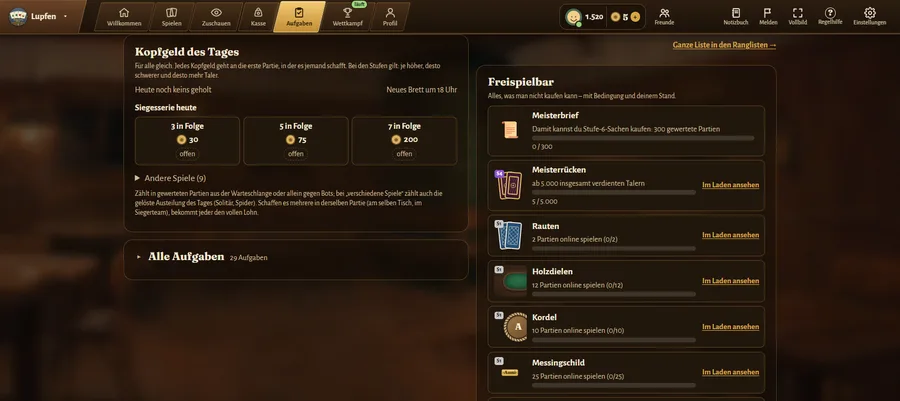 Lupfen
Willkommen
Spielen
Zuschauen
Kasse
Aufgaben
Wettkampf
läuft
Profil
1.520
5
Freunde
Notizbuch
Melden
Vollbild
Regelhilfe
Einstellungen
Kopfgeld des Tages
Für alle gleich. Jedes Kopfgeld geht an die erste Partie, in der es jemand schafft. Bei den Stufen gilt: je höher, desto
schwerer und desto mehr Taler.
Heute noch keins geholt
Neues Brett um 18 Uhr
Siegesserie heute
3 in Folge
30
offen
5 in Folge
75
offen
7 in Folge
200
offen
Andere Spiele (9)
Zählt in gewerteten Partien aus der Warteschlange oder allein gegen Bots; bei „verschiedene Spiele“ zählt auch die
gelöste Austeilung des Tages (Solitär, Spider). Schaffen es mehrere in derselben Partie (am selben Tisch, im
Siegerteam), bekommt jeder den vollen Lohn.
Alle Aufgaben
29 Aufgaben
Ganze Liste in den Ranglisten →
Freispielbar
Alles, was man nicht kaufen kann – mit Bedingung und deinem Stand.
Meisterbrief
Damit kannst du Stufe-6-Sachen kaufen: 300 gewertete Partien
0 / 300
Meisterrücken
ab 5.000 insgesamt verdienten Talern
5 / 5.000
Im Laden ansehen
S1
Rauten
2 Partien online spielen (0/2)
Im Laden ansehen
S1
Holzdielen
12 Partien online spielen (0/12)
Im Laden ansehen
S1
A
Kordel
10 Partien online spielen (0/10)
Im Laden ansehen
S1
Messingschild
25 Partien online spielen (0/25)
Im Laden ansehen